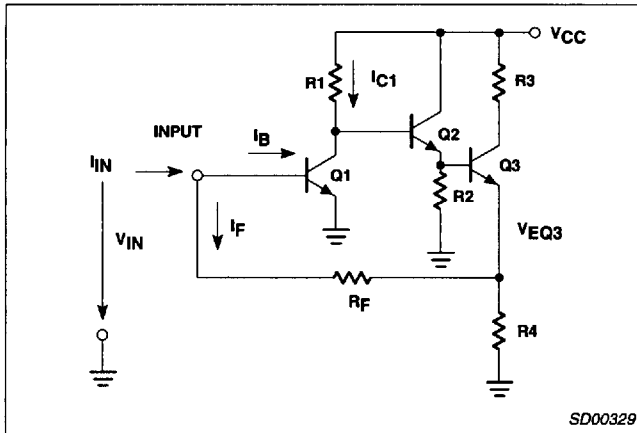 VCC
R1
IC1
R3
INPUT
IB
Q2
IIN
Q1
Q3
R2
IF
VEQ3
VIN
RF
R4
SD00329